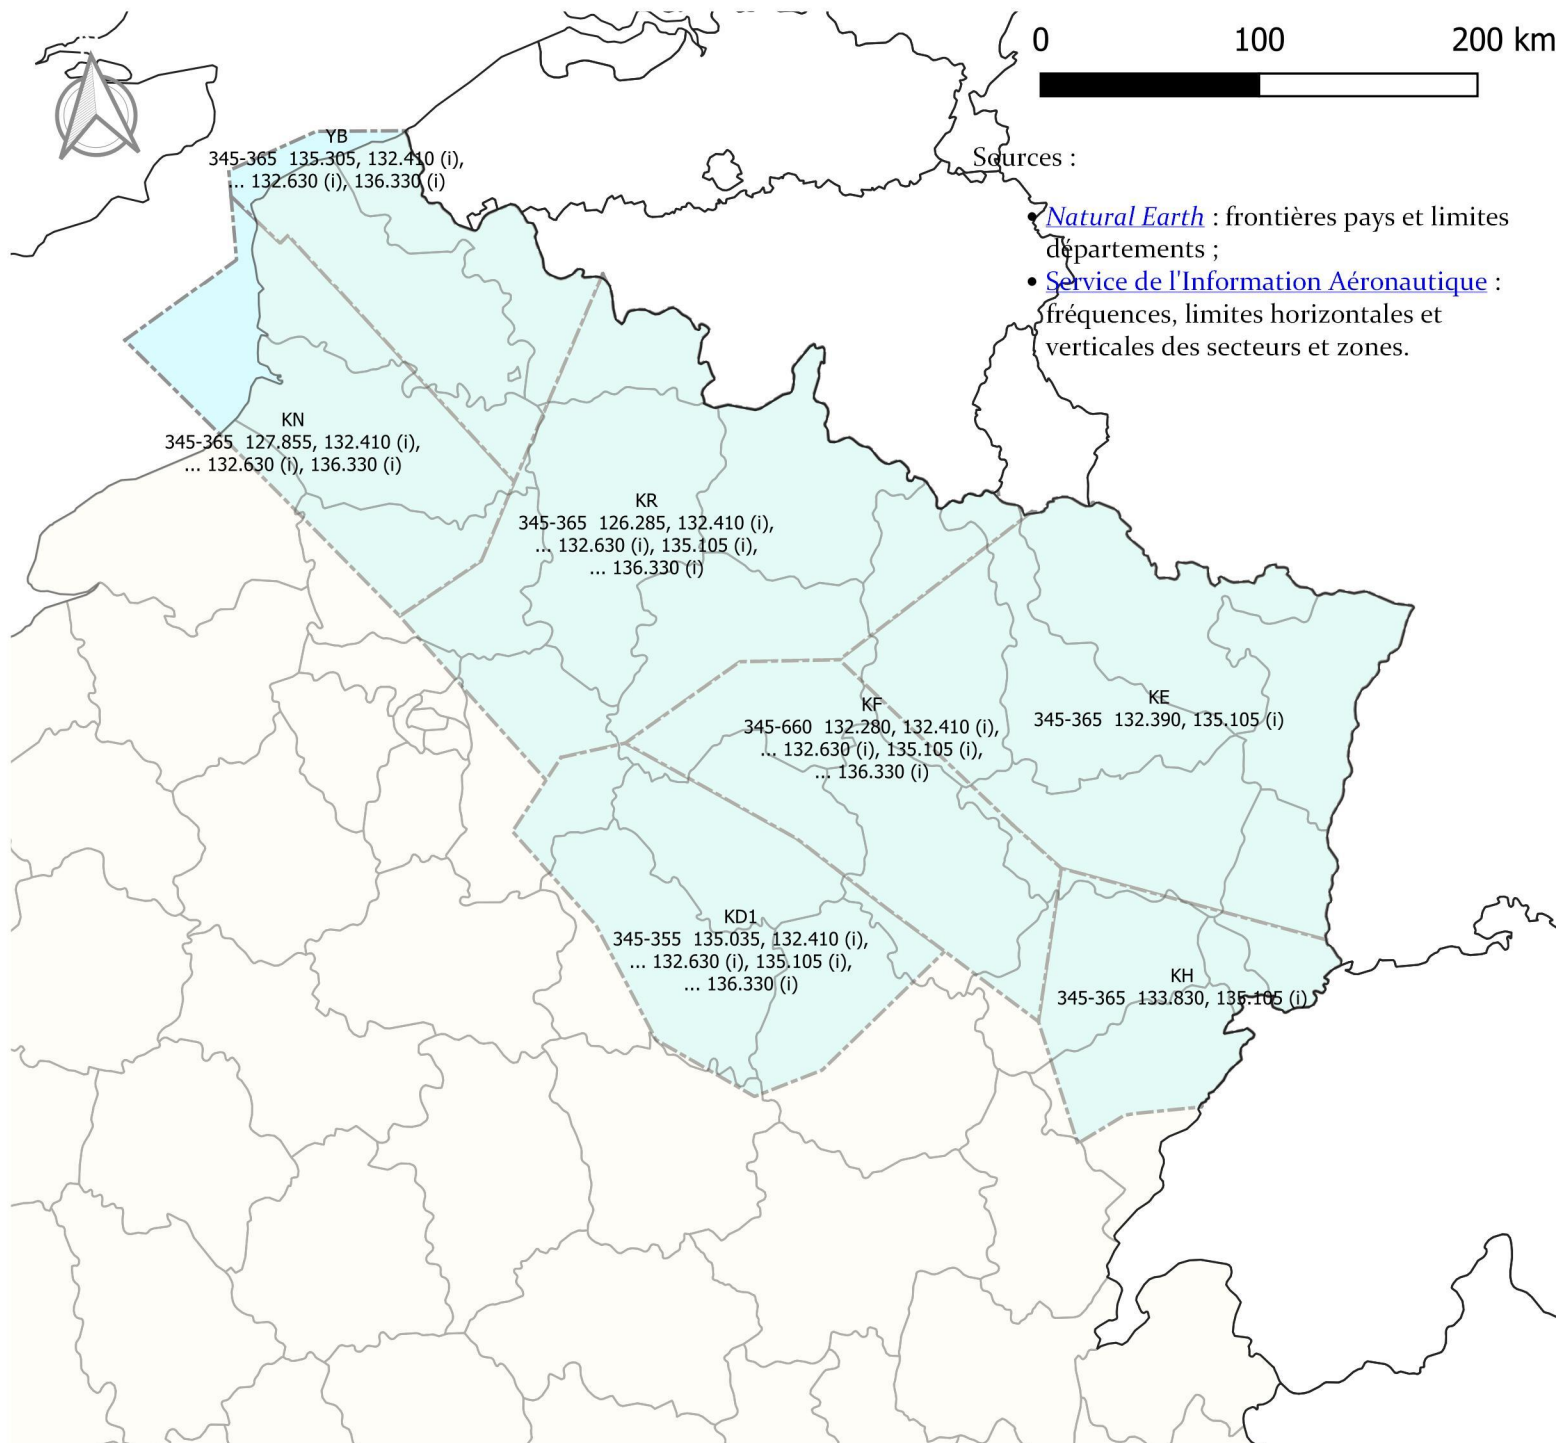 0 100 200 km
YB
345-365 135.305, 132.410 (i),
... 132.630 (i), 136.330 (i)
Sources :
• Natural Earth : frontières pays et limites
départements ;
• Service de l'Information Aéronautique :
fréquences, limites horizontales et
verticales des secteurs et zones.
KN
345-365 127.855, 132.410 (i),
... 132.630 (i), 136.330 (i)
KR
345-365 126.285, 132.410 (i),
... 132.630 (i), 135.105 (i),
... 136.330 (i)
KF
345-660 132.280, 132.410 (i),
... 132.630 (i), 135.105 (i),
... 136.330 (i)
KE
345-365 132.390, 135.105 (i)
KD1
345-355 135.035, 132.410 (i),
... 132.630 (i), 135.105 (i),
... 136.330 (i)
KH
345-365 133.830, 135.105 (i)